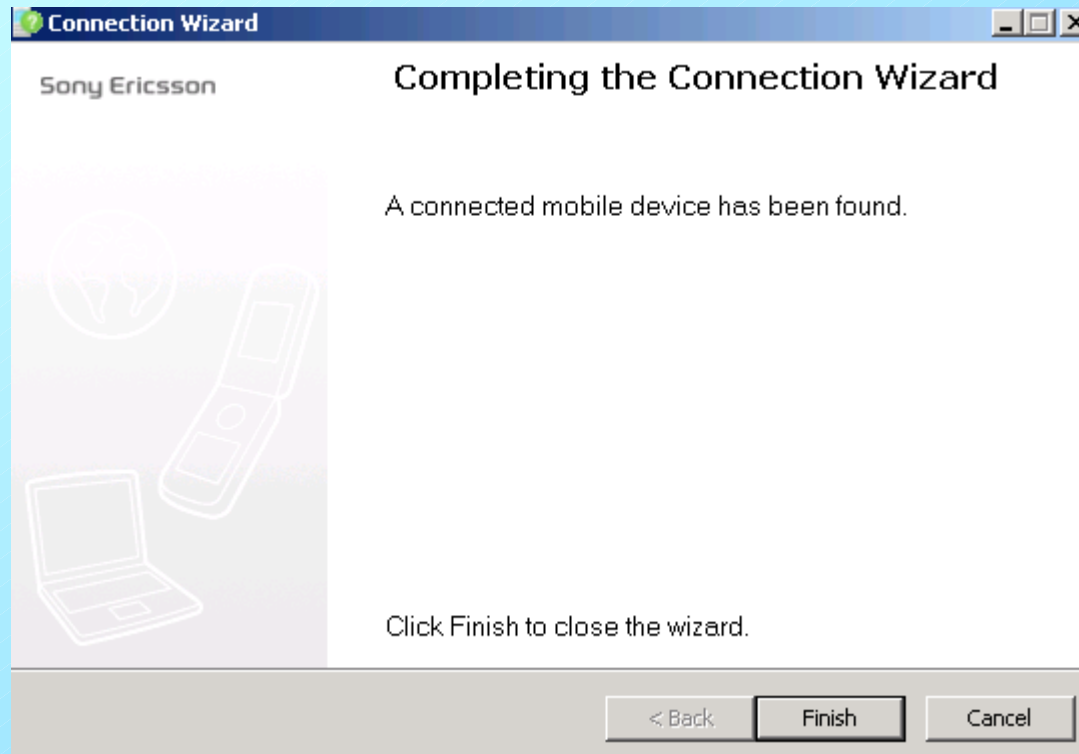 Connection Wizard
Sony Ericsson
Completing the Connection Wizard
A connected mobile device has been found.
Click Finish to close the wizard.
< Back
Finish
Cancel